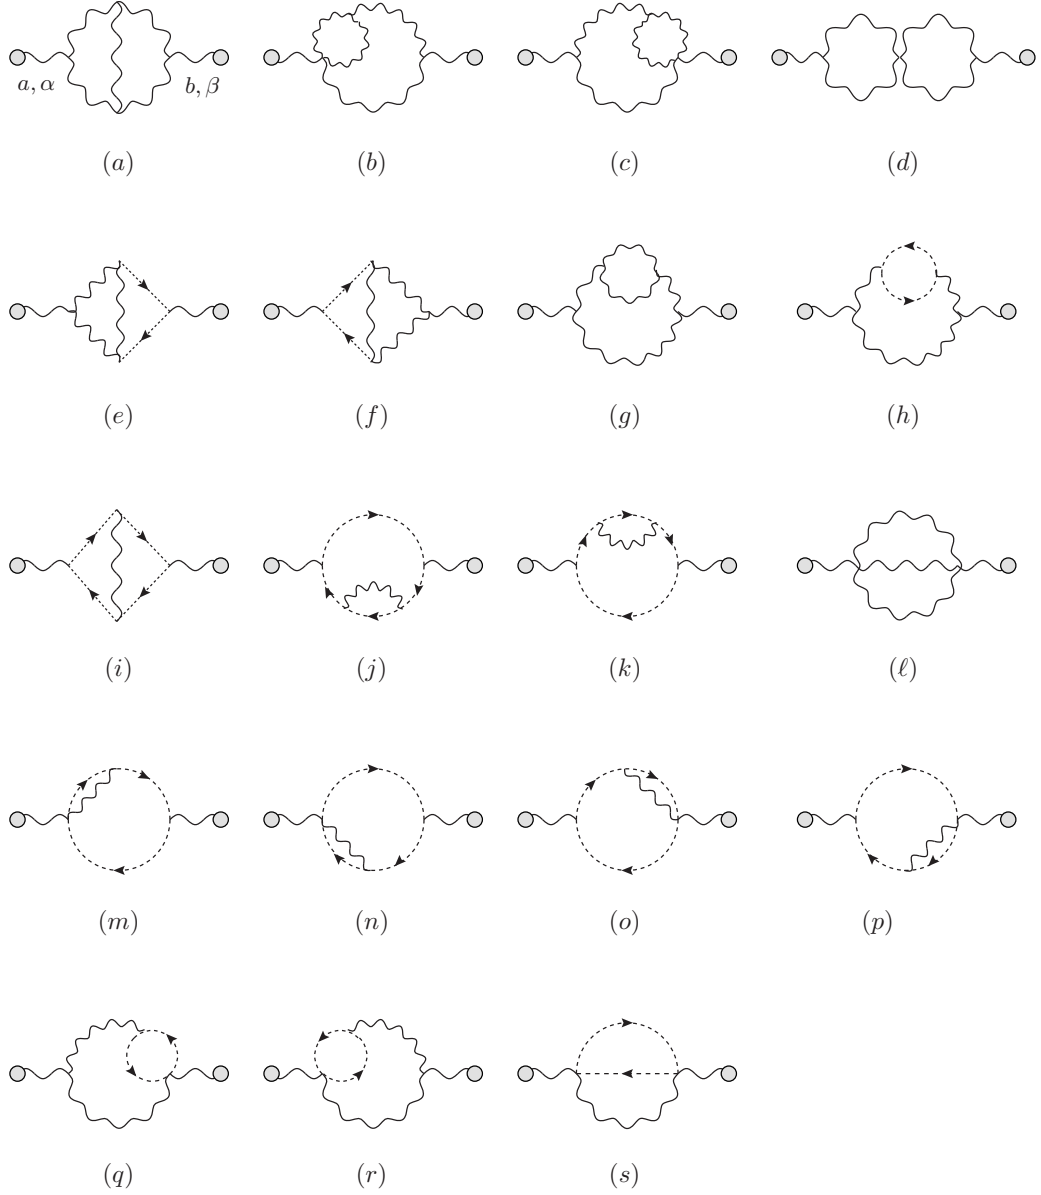 a, α b, β
(a) (b) (c) (d)
(e) (f) (g) (h)
(i) (j) (k) (ℓ)
(m) (n) (o) (p)
(q) (r) (s)